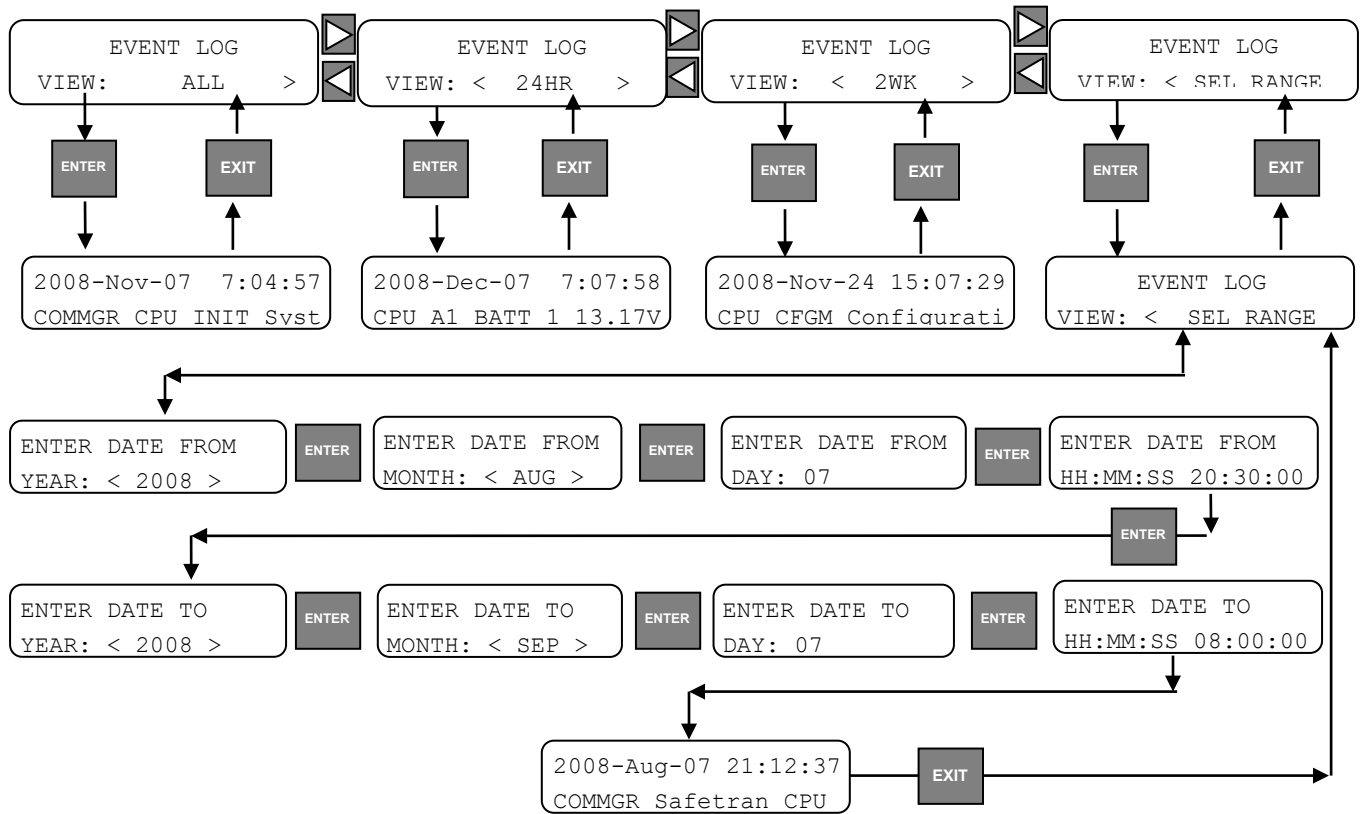 EVENT LOG
VIEW: ALL >
EVENT LOG
VIEW: < 24HR >
EVENT LOG
VIEW: < 2WK >
EVENT LOG
VIEW: < SEL RANGE
ENTER
EXIT
ENTER
EXIT
ENTER
EXIT
ENTER
EXIT
2008-Nov-07 7:04:57
COMMGR CPU INIT Syst
2008-Dec-07 7:07:58
CPU A1 BATT 1 13.17V
2008-Nov-24 15:07:29
CPU CFGM Configurati
EVENT LOG
VIEW: < SEL RANGE
ENTER DATE FROM
YEAR: < 2008 >
ENTER
ENTER DATE FROM
MONTH: < AUG >
ENTER
ENTER DATE FROM
DAY: 07
ENTER
ENTER DATE FROM
HH:MM:SS 20:30:00
ENTER
ENTER DATE TO
YEAR: < 2008 >
ENTER
ENTER DATE TO
MONTH: < SEP >
ENTER
ENTER DATE TO
DAY: 07
ENTER
ENTER DATE TO
HH:MM:SS 08:00:00
2008-Aug-07 21:12:37
COMMGR Safetran CPU
EXIT